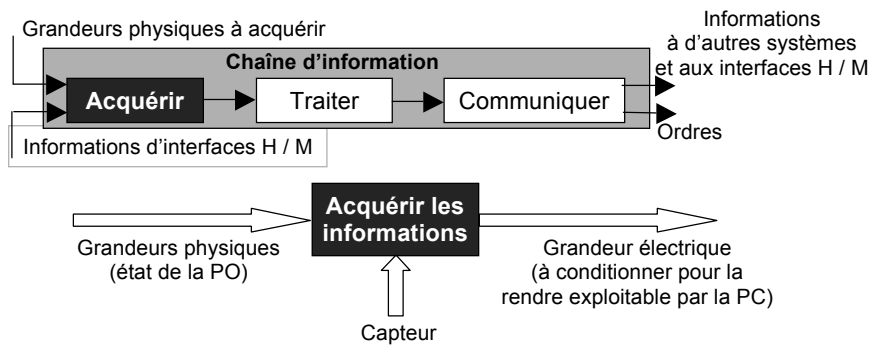 Grandeurs physiques à acquérir
Informations
à d'autres systèmes
et aux interfaces H / M
Chaîne d'information
Acquérir
Traiter
Communiquer
Ordres
Informations d'interfaces H / M
Acquérir les
informations
Grandeurs physiques
(état de la PO)
Grandeur électrique
(à conditionner pour la
rendre exploitable par la PC)
Capteur